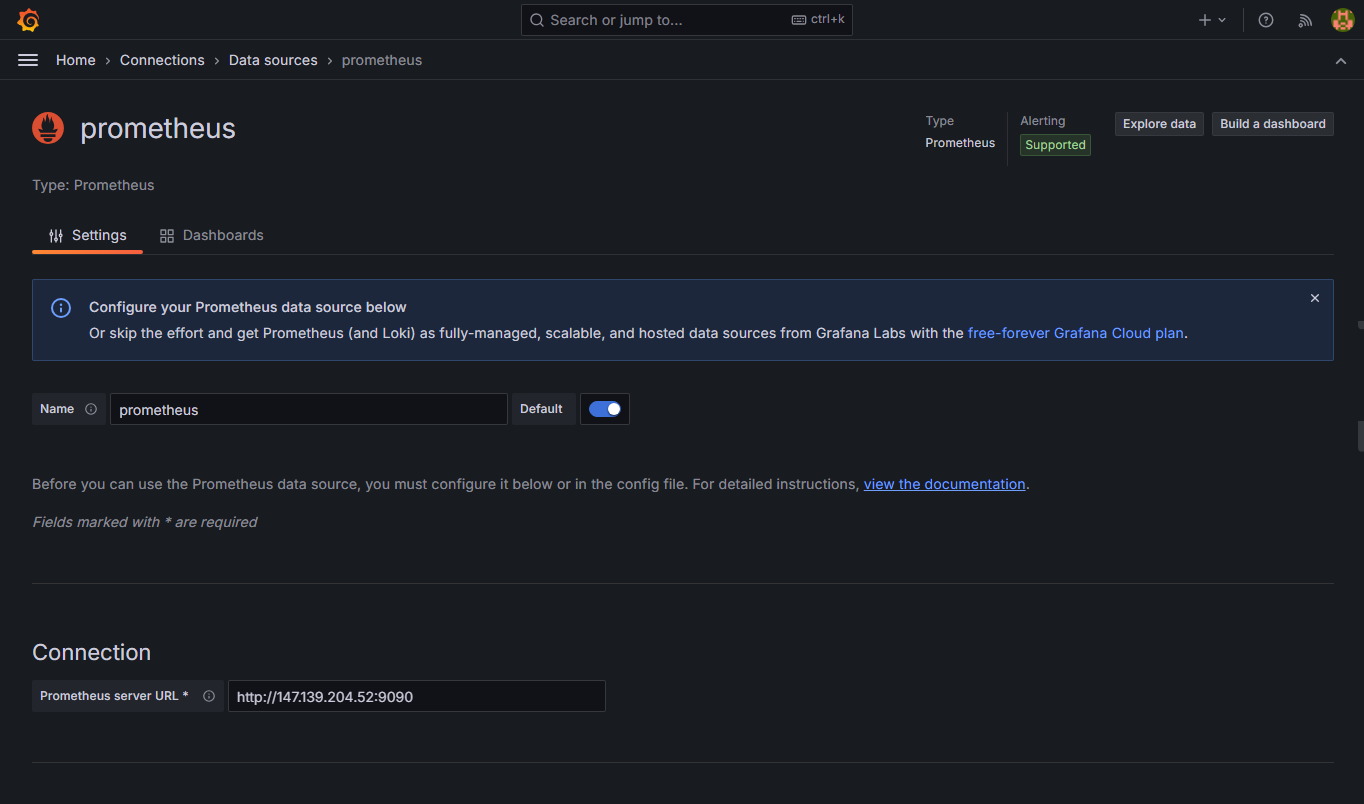 Search or jump to... ctrl+k
Home › Connections › Data sources › prometheus
prometheus
Type
Prometheus
Alerting
Supported
Explore data
Build a dashboard
Type: Prometheus
Settings
Dashboards
Configure your Prometheus data source below
Or skip the effort and get Prometheus (and Loki) as fully-managed, scalable, and hosted data sources from Grafana Labs with the free-forever Grafana Cloud plan.
Name
prometheus
Default
Before you can use the Prometheus data source, you must configure it below or in the config file. For detailed instructions, view the documentation.
Fields marked with * are required
Connection
Prometheus server URL *
http://147.139.204.52:9090